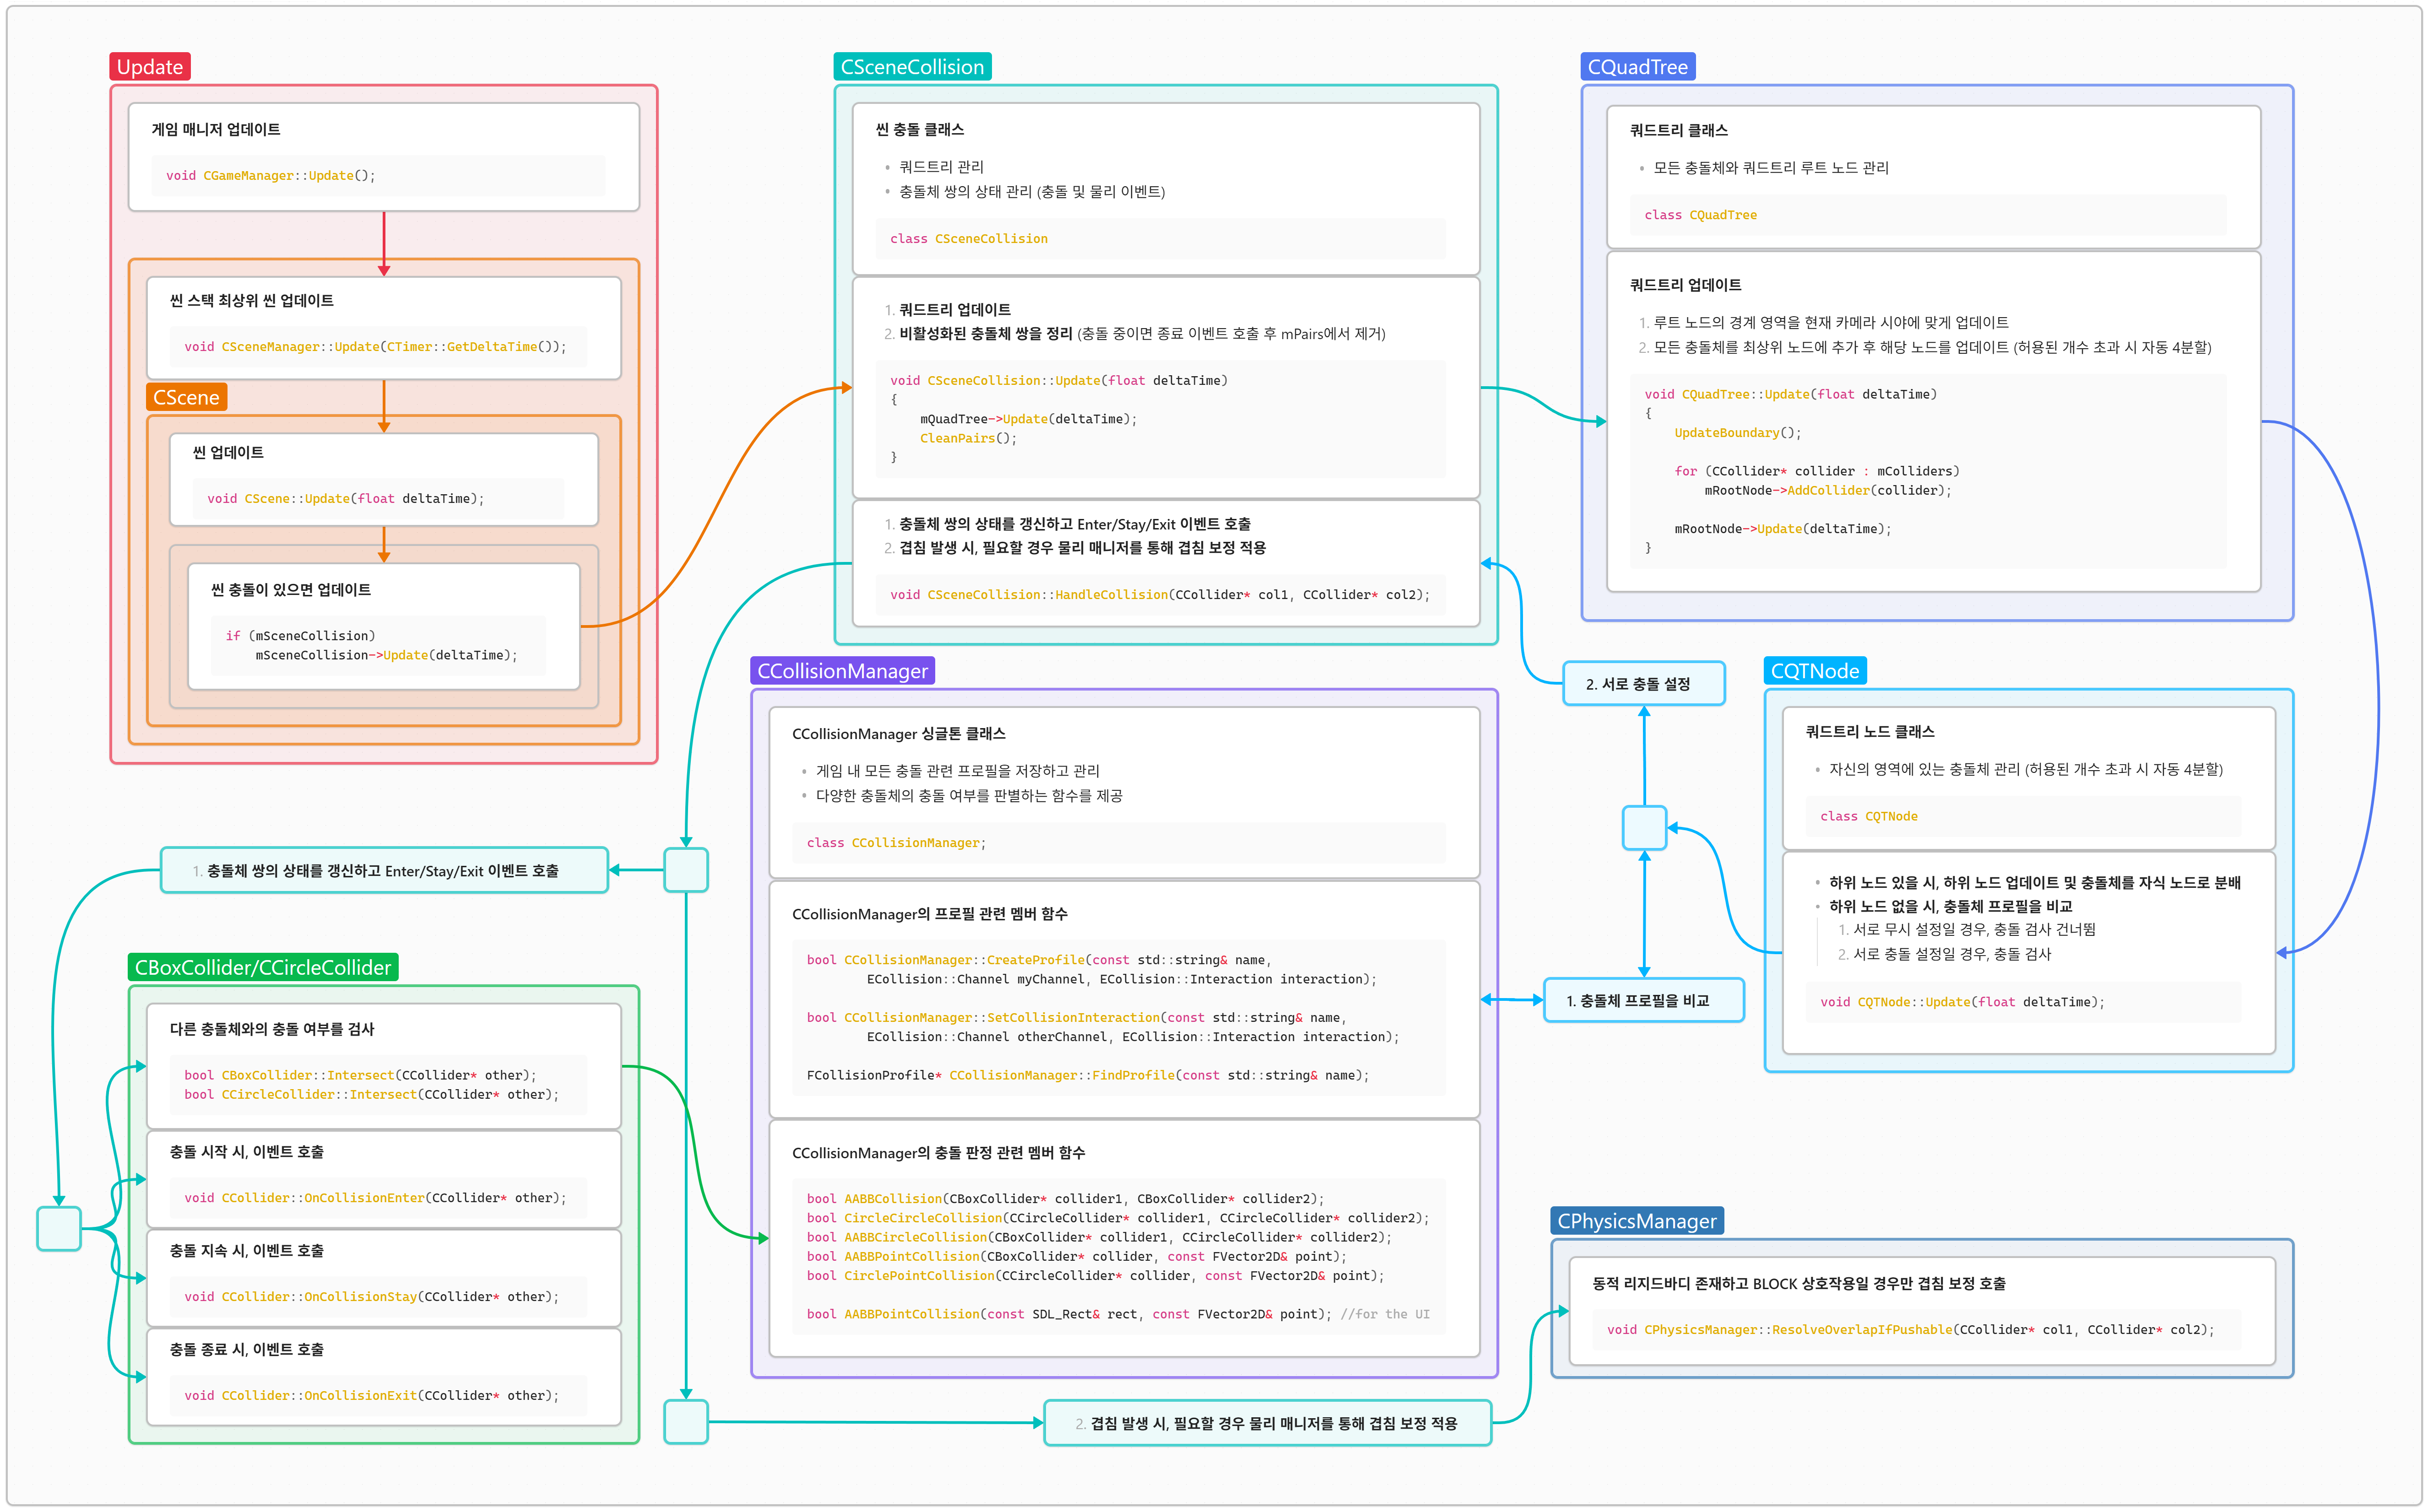 Update
게임 매니저 업데이트
void CGameManager::Update();
씬 스택 최상위 씬 업데이트
void CSceneManager::Update(CTimer::GetDeltaTime());
CScene
씬 업데이트
void CScene::Update(float deltaTime);
씬 충돌이 있으면 업데이트
if (mSceneCollision)
    mSceneCollision->Update(deltaTime);
CSceneCollision
씬 충돌 클래스
• 쿼드트리 관리
• 충돌체 쌍의 상태 관리 (충돌 및 물리 이벤트)
class CSceneCollision
1. 쿼드트리 업데이트
2. 비활성화된 충돌체 쌍을 정리 (충돌 중이면 종료 이벤트 호출 후 mPairs에서 제거)
void CSceneCollision::Update(float deltaTime)
{
    mQuadTree->Update(deltaTime);
    CleanPairs();
}
1. 충돌체 쌍의 상태를 갱신하고 Enter/Stay/Exit 이벤트 호출
2. 겹침 발생 시, 필요할 경우 물리 매니저를 통해 겹침 보정 적용
void CSceneCollision::HandleCollision(CCollider* col1, CCollider* col2);
CQuadTree
쿼드트리 클래스
• 모든 충돌체와 쿼드트리 루트 노드 관리
class CQuadTree
쿼드트리 업데이트
1. 루트 노드의 경계 영역을 현재 카메라 시야에 맞게 업데이트
2. 모든 충돌체를 최상위 노드에 추가 후 해당 노드를 업데이트 (허용된 개수 초과 시 자동 4분할)
void CQuadTree::Update(float deltaTime)
{
    UpdateBoundary();
    for (CCollider* collider : mColliders)
        mRootNode->AddCollider(collider);
    mRootNode->Update(deltaTime);
}
CCollisionManager
CCollisionManager 싱글톤 클래스
• 게임 내 모든 충돌 관련 프로필을 저장하고 관리
• 다양한 충돌체의 충돌 여부를 판별하는 함수를 제공
class CCollisionManager;
CCollisionManager의 프로필 관련 멤버 함수
bool CCollisionManager::CreateProfile(const std::string& name,
        ECollision::Channel myChannel, ECollision::Interaction interaction);
bool CCollisionManager::SetCollisionInteraction(const std::string& name,
        ECollision::Channel otherChannel, ECollision::Interaction interaction);
FCollisionProfile* CCollisionManager::FindProfile(const std::string& name);
CCollisionManager의 충돌 판정 관련 멤버 함수
bool AABBCollision(CBoxCollider* collider1, CBoxCollider* collider2);
bool CircleCircleCollision(CCircleCollider* collider1, CCircleCollider* collider2);
bool AABBCircleCollision(CBoxCollider* collider1, CCircleCollider* collider2);
bool AABBPointCollision(CBoxCollider* collider, const FVector2D& point);
bool CirclePointCollision(CCircleCollider* collider, const FVector2D& point);
bool AABBPointCollision(const SDL_Rect& rect, const FVector2D& point); //for the UI
2. 서로 충돌 설정
1. 충돌체 프로필을 비교
CQTNode
쿼드트리 노드 클래스
• 자신의 영역에 있는 충돌체 관리 (허용된 개수 초과 시 자동 4분할)
class CQTNode
• 하위 노드 있을 시, 하위 노드 업데이트 및 충돌체를 자식 노드로 분배
• 하위 노드 없을 시, 충돌체 프로필을 비교
1. 서로 무시 설정일 경우, 충돌 검사 건너뜀
2. 서로 충돌 설정일 경우, 충돌 검사
void CQTNode::Update(float deltaTime);
1. 충돌체 쌍의 상태를 갱신하고 Enter/Stay/Exit 이벤트 호출
CBoxCollider/CCircleCollider
다른 충돌체와의 충돌 여부를 검사
bool CBoxCollider::Intersect(CCollider* other);
bool CCircleCollider::Intersect(CCollider* other);
충돌 시작 시, 이벤트 호출
void CCollider::OnCollisionEnter(CCollider* other);
충돌 지속 시, 이벤트 호출
void CCollider::OnCollisionStay(CCollider* other);
충돌 종료 시, 이벤트 호출
void CCollider::OnCollisionExit(CCollider* other);
CPhysicsManager
동적 리지드바디 존재하고 BLOCK 상호작용일 경우만 겹침 보정 호출
void CPhysicsManager::ResolveOverlapIfPushable(CCollider* col1, CCollider* col2);
2. 겹침 발생 시, 필요할 경우 물리 매니저를 통해 겹침 보정 적용